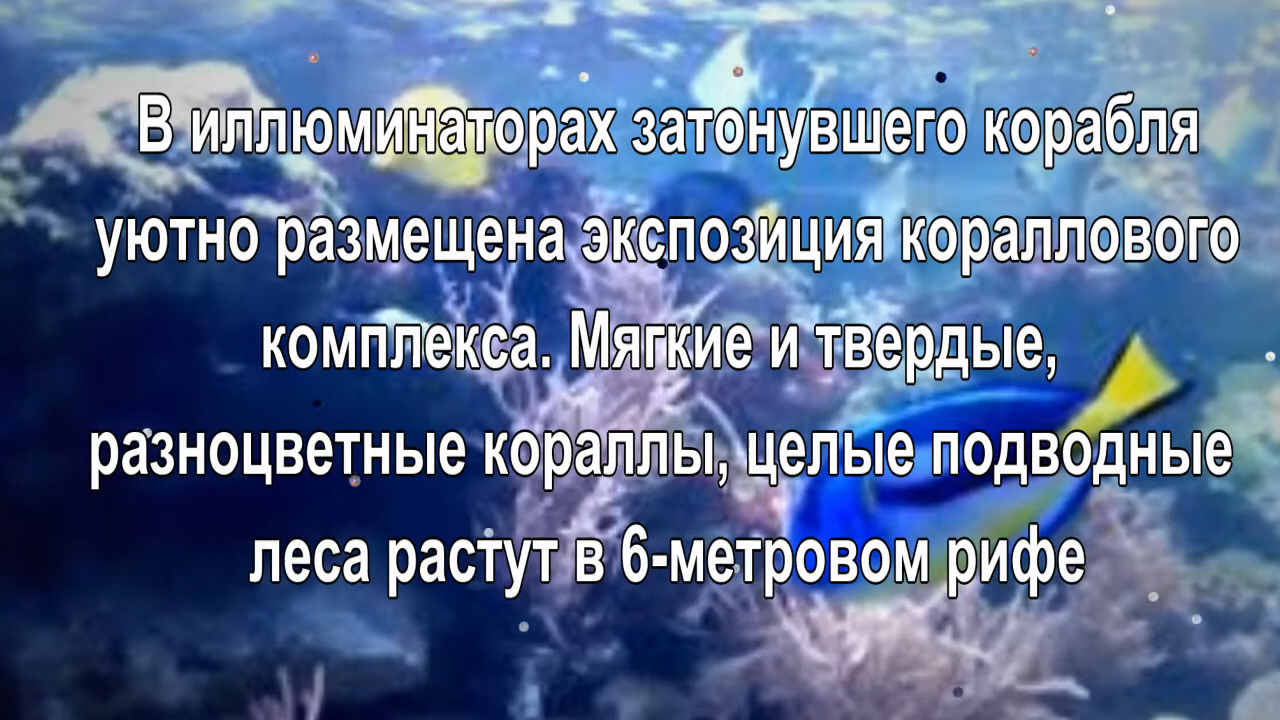 В иллюминаторах затонувшего корабля
уютно размещена экспозиция кораллового
комплекса. Мягкие и твердые,
разноцветные кораллы, целые подводные
леса растут в 6-метровом рифе